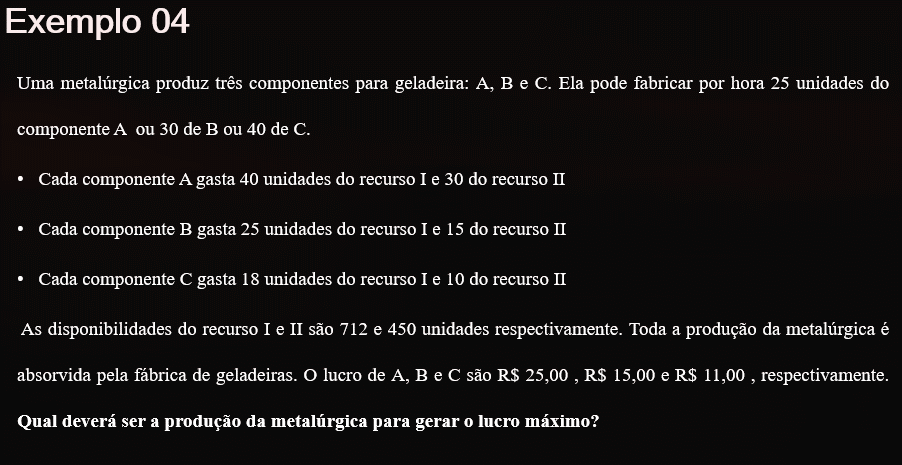 Exemplo 04
Uma metalúrgica produz três componentes para geladeira: A, B e C. Ela pode fabricar por hora 25 unidades do
componente A ou 30 de B ou 40 de C.
• Cada componente A gasta 40 unidades do recurso I e 30 do recurso II
• Cada componente B gasta 25 unidades do recurso I e 15 do recurso II
• Cada componente C gasta 18 unidades do recurso I e 10 do recurso II
As disponibilidades do recurso I e II são 712 e 450 unidades respectivamente. Toda a produção da metalúrgica é
absorvida pela fábrica de geladeiras. O lucro de A, B e C são R$ 25,00 , R$ 15,00 e R$ 11,00 , respectivamente.
Qual deverá ser a produção da metalúrgica para gerar o lucro máximo?